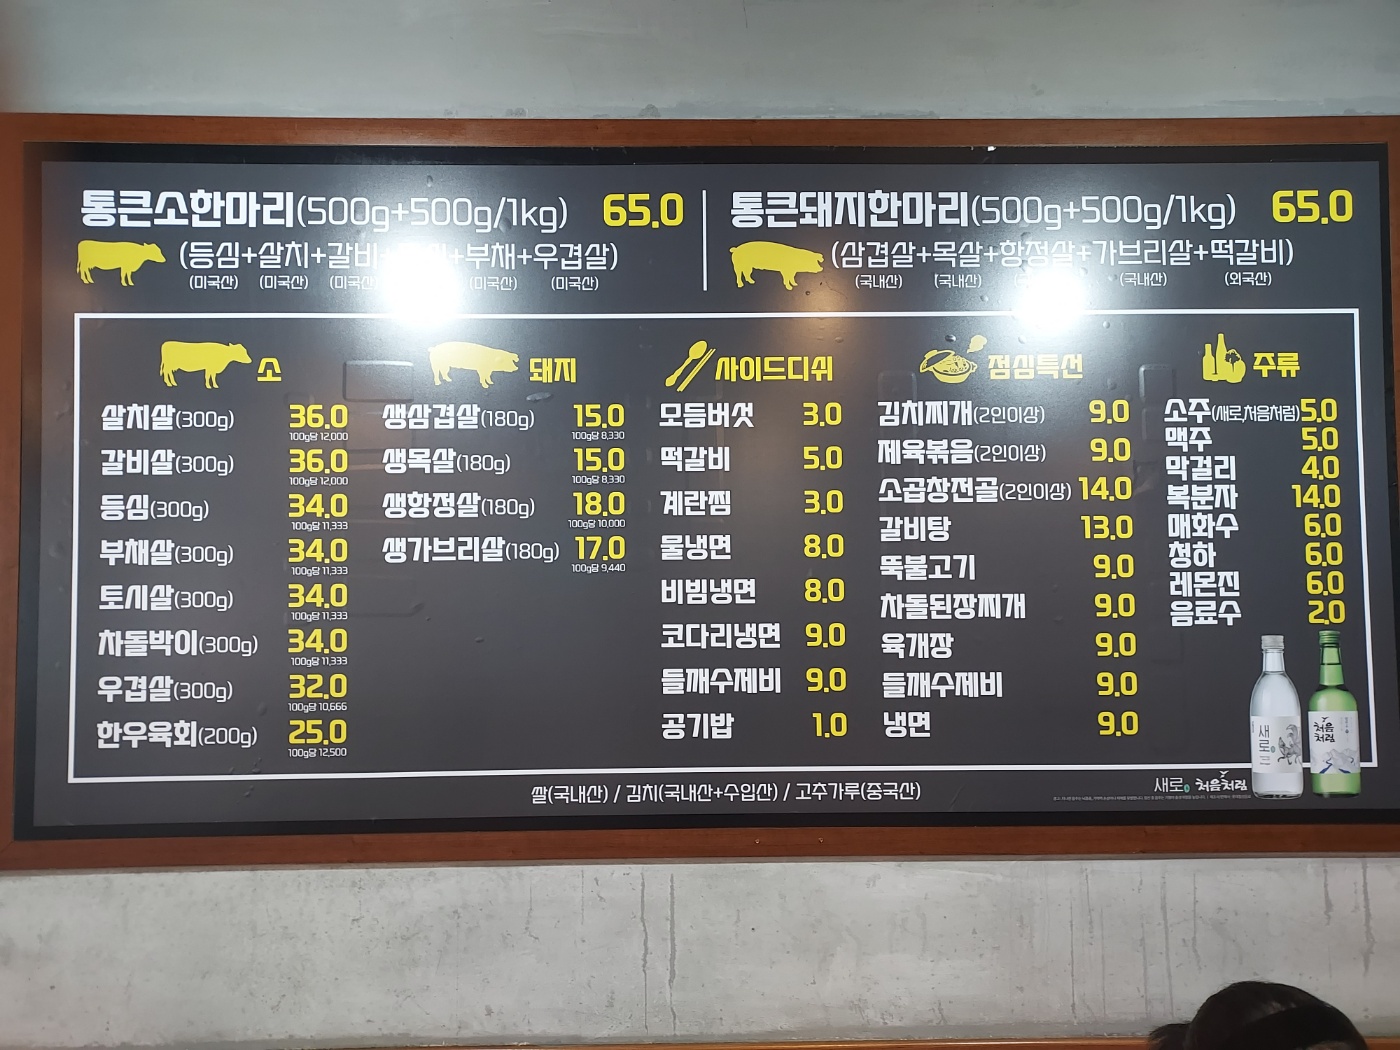 통큰소한마리(500g+500g/1kg) 65.0
(등심+살치+갈비+ +부채+우겹살)
(미국산) (미국산) (미국산) (미국산) (미국산)
통큰돼지한마리(500g+500g/1kg) 65.0
(삼겹살+목살+항정살+가브리살+떡갈비)
(국내산) (국내산) (국내산) (외국산)
소
살치살(300g) 36.0
100g당 12,000
갈비살(300g) 36.0
100g당 12,000
등심(300g) 34.0
100g당 11,333
부채살(300g) 34.0
100g당 11,333
토시살(300g) 34.0
100g당 11,333
차돌박이(300g) 34.0
100g당 11,333
우겹살(300g) 32.0
100g당 10,666
한우육회(200g) 25.0
100g당 12,500
돼지
생삼겹살(180g) 15.0
100g당 8,330
생목살(180g) 15.0
100g당 8,330
생항정살(180g) 18.0
100g당 10,000
생가브리살(180g) 17.0
100g당 9,440
사이드디쉬
모듬버섯 3.0
떡갈비 5.0
계란찜 3.0
물냉면 8.0
비빔냉면 8.0
코다리냉면 9.0
들깨수제비 9.0
공기밥 1.0
점심특선
김치찌개(2인이상) 9.0
제육볶음(2인이상) 9.0
소곱창전골(2인이상) 14.0
갈비탕 13.0
뚝불고기 9.0
차돌된장찌개 9.0
육개장 9.0
들깨수제비 9.0
냉면 9.0
주류
소주(새로,처음처럼) 5.0
맥주 5.0
막걸리 4.0
복분자 14.0
매화수 6.0
청하 6.0
레몬진 6.0
음료수 2.0
새로
처음
처럼
쌀(국내산) / 김치(국내산+수입산) / 고추가루(중국산)
새로 처음처럼